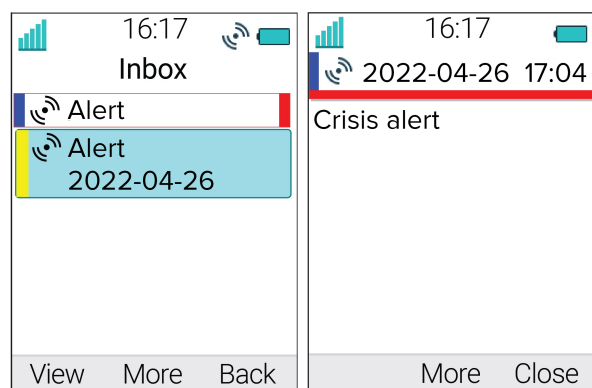 16:17
Inbox
Alert
Alert
2022-04-26
View More Back
16:17
2022-04-26 17:04
Crisis alert
More Close